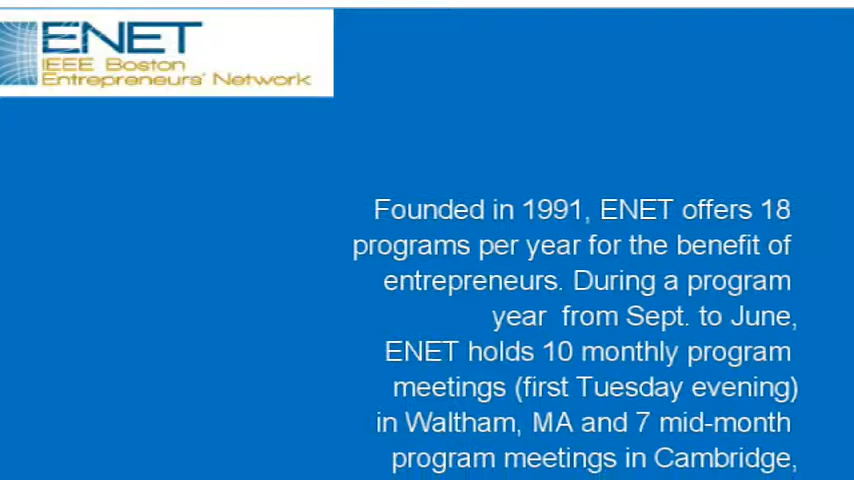 ENET
IEEE Boston
Entrepreneurs' Network
Founded in 1991, ENET offers 18
programs per year for the benefit of
entrepreneurs. During a program
year from Sept. to June,
ENET holds 10 monthly program
meetings (first Tuesday evening)
in Waltham, MA and 7 mid-month
program meetings in Cambridge,